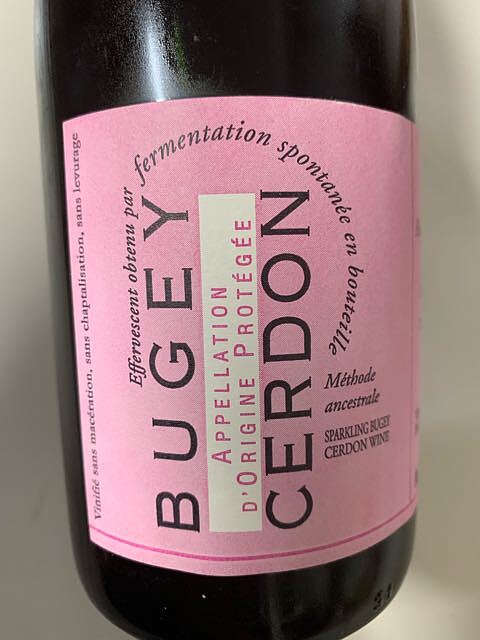 Vinifié sans macération, sans chaptalisation, sans levurage
Effervescent obtenu par fermentation spontanée en bouteille
BUGEY
APPELLATION
D'ORIGINE PROTÉGÉE
CERDON
Méthode
ancestrale
SPARKLING BUGEY
CERDON WINE